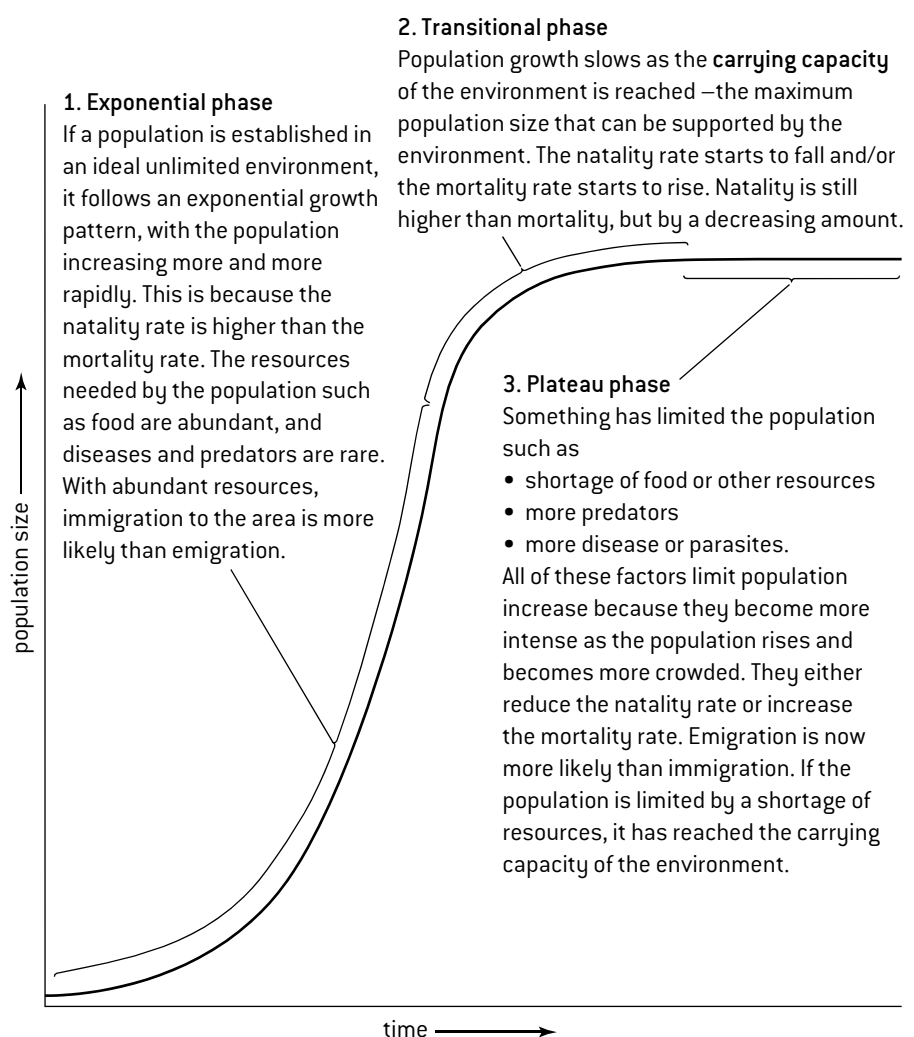 2. Transitional phase
Population growth slows as the carrying capacity
of the environment is reached –the maximum
population size that can be supported by the
environment. The natality rate starts to fall and/or
the mortality rate starts to rise. Natality is still
higher than mortality, but by a decreasing amount.
1. Exponential phase
If a population is established in
an ideal unlimited environment,
it follows an exponential growth
pattern, with the population
increasing more and more
rapidly. This is because the
natality rate is higher than the
mortality rate. The resources
needed by the population such
as food are abundant, and
diseases and predators are rare.
With abundant resources,
immigration to the area is more
likely than emigration.
3. Plateau phase
Something has limited the population
such as
• shortage of food or other resources
• more predators
• more disease or parasites.
All of these factors limit population
increase because they become more
intense as the population rises and
becomes more crowded. They either
reduce the natality rate or increase
the mortality rate. Emigration is now
more likely than immigration. If the
population is limited by a shortage of
resources, it has reached the carrying
capacity of the environment.
population size
time